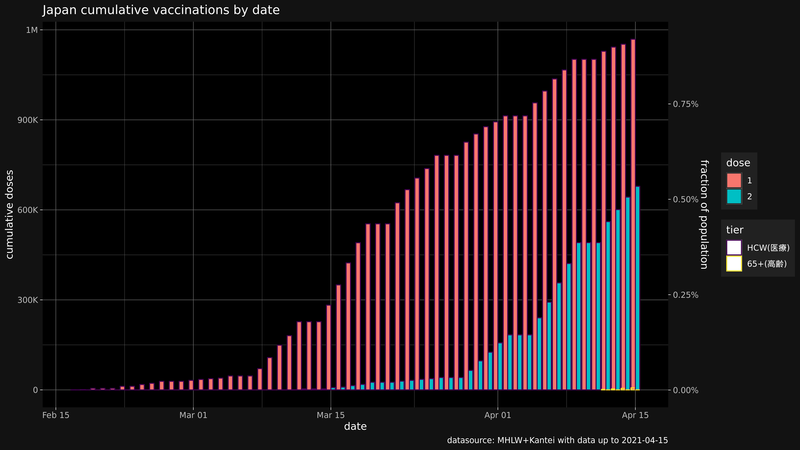 Japan cumulative vaccinations by date
1M
900K
600K
300K
0
cumulative doses
0.75%
0.50%
0.25%
0.00%
fraction of population
Feb 15
Mar 01
Mar 15
Apr 01
Apr 15
date
dose
1
2
tier
HCW(医療)
65+(高齢)
datasource: MHLW+Kantei with data up to 2021-04-15